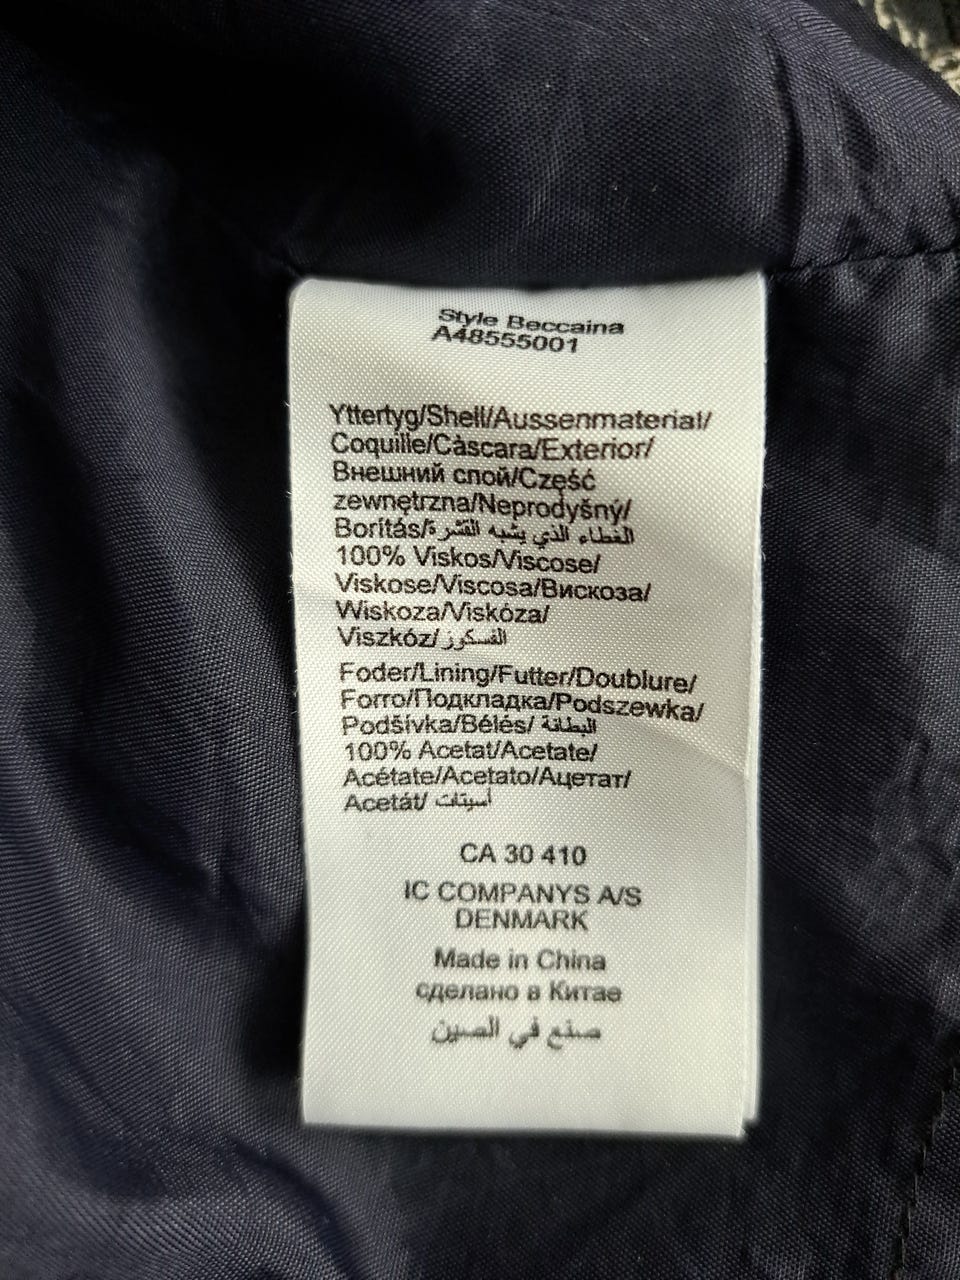 Style Beccaina
A48555001
Yttertyg/Shell/Aussenmaterial/
Coquille/Càscara/Exterior/
Внешний слой/Część
zewnętrzna/Neprodyšný/
Borítás/الغطاء الذي يشبه القشرة
100% Viskos/Viscose/
Viskose/Viscosa/Вискоза/
Wiskoza/Viskóza/
Viszkóz/الفسكوز
Foder/Lining/Futter/Doublure/
Forro/Подкладка/Podszewka/
Podšívka/Bélés/ البطانة
100% Acetat/Acetate/
Acétate/Acetato/Ацетат/
Acetát/ أسيتات
CA 30 410
IC COMPANYS A/S
DENMARK
Made in China
сделано в Китае
صنع في الصين